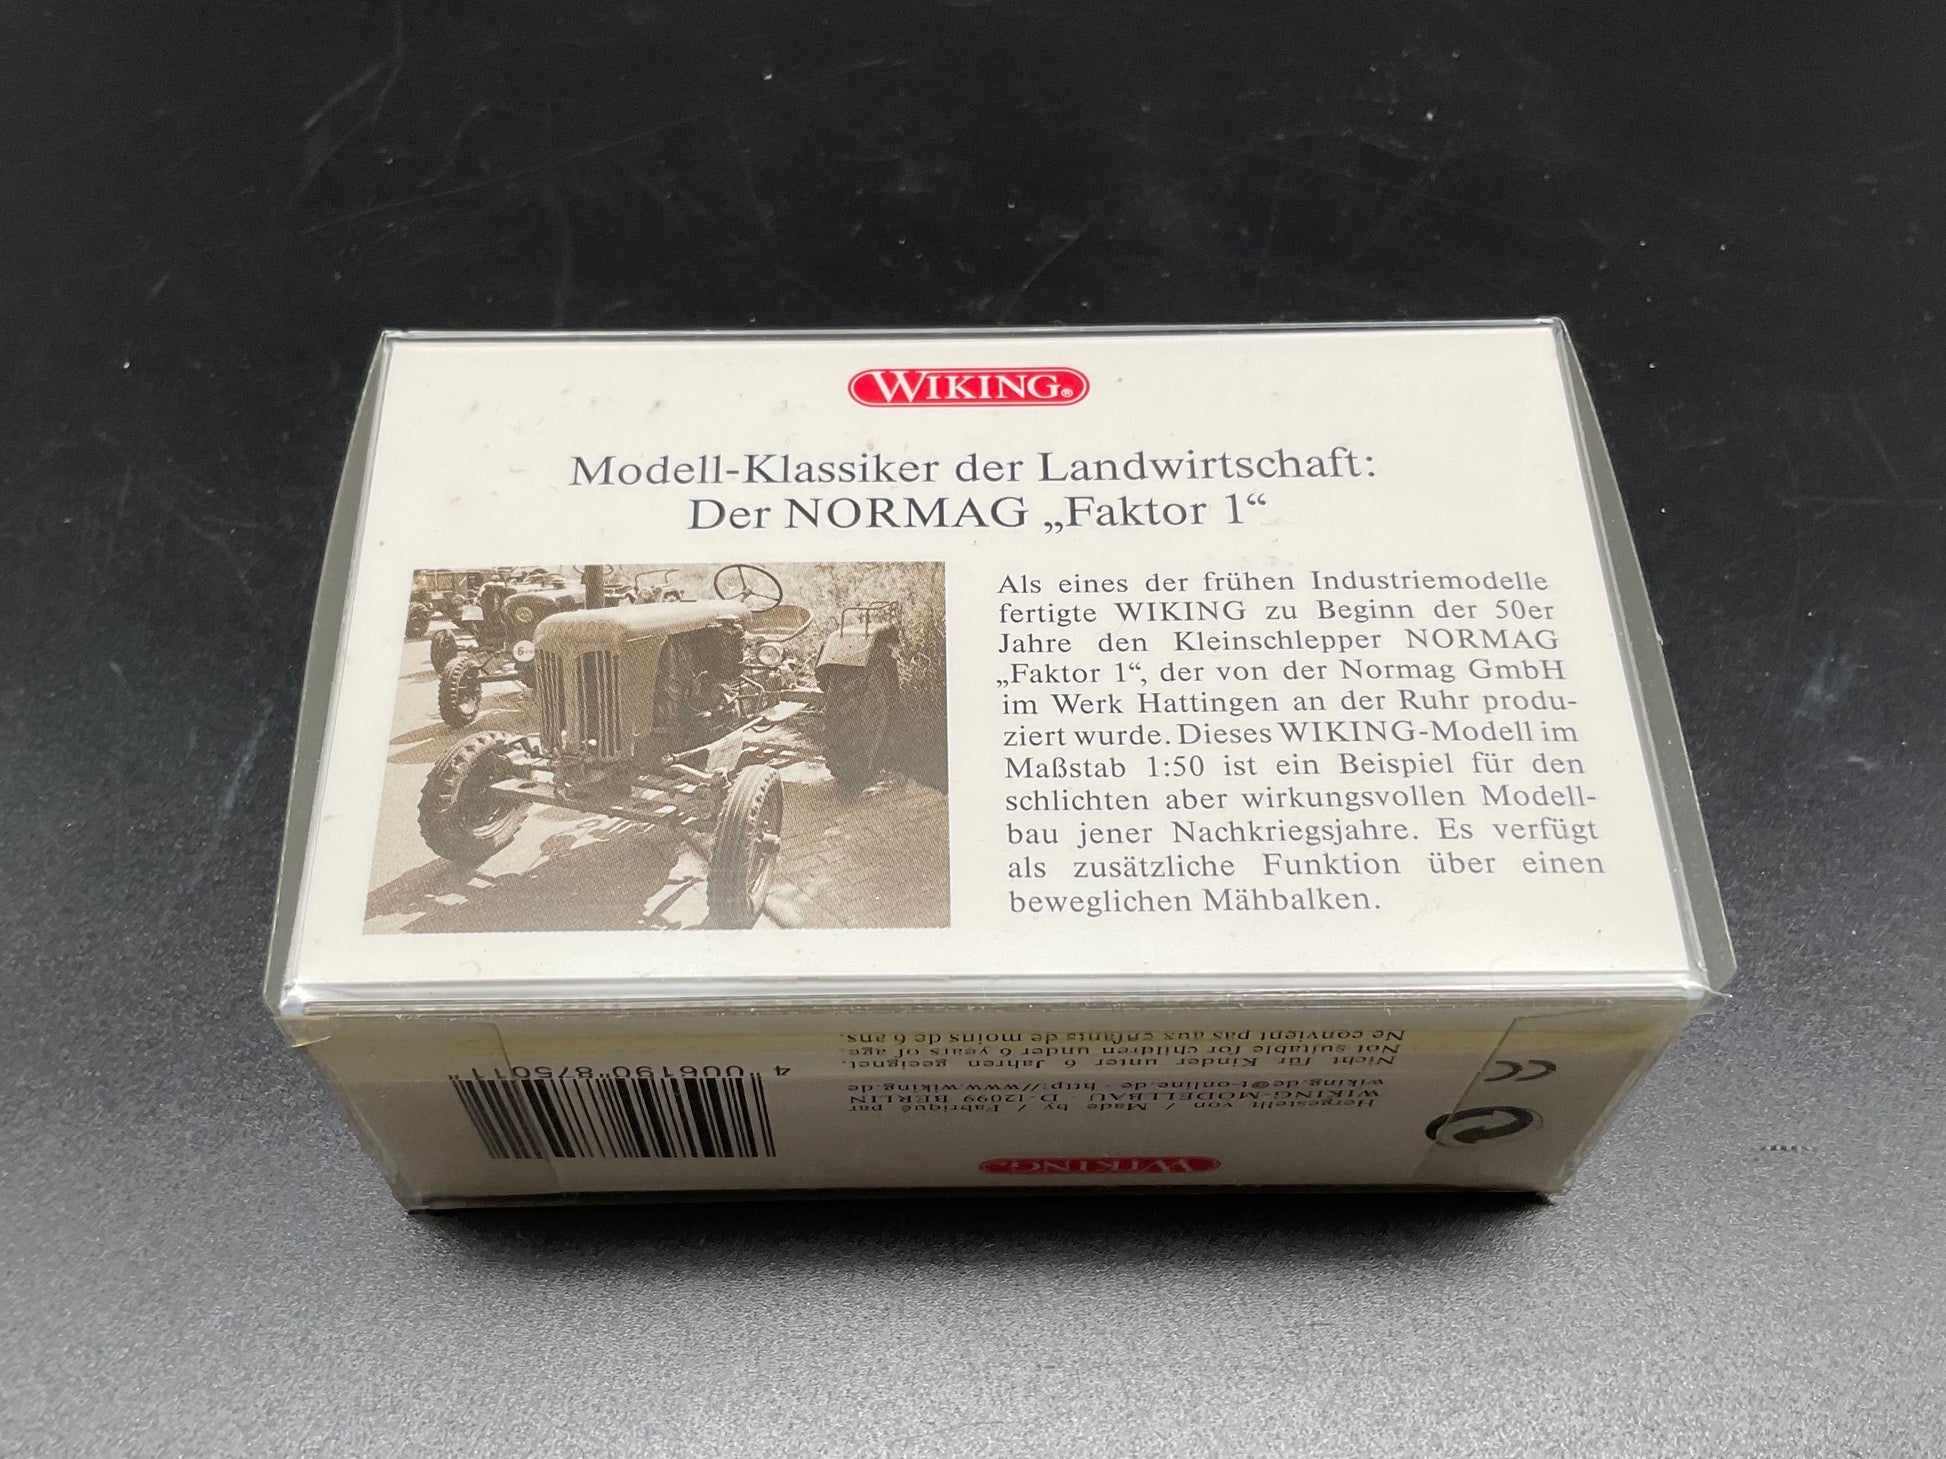 WIKING®
Modell-Klassiker der Landwirtschaft:
Der NORMAG „Faktor 1“
Als eines der frühen Industriemodelle
fertigte WIKING zu Beginn der 50er
Jahre den Kleinschlepper NORMAG
„Faktor 1“, der von der Normag GmbH
im Werk Hattingen an der Ruhr produ-
ziert wurde. Dieses WIKING-Modell im
Maßstab 1:50 ist ein Beispiel für den
schlichten aber wirkungsvollen Modell-
bau jener Nachkriegsjahre. Es verfügt
als zusätzliche Funktion über einen
beweglichen Mähbalken.
WIKING
Hergestellt von / Made by / Fabriqué par
WIKING-MODELLBAU · D-12099 BERLIN
wiking.de@t-online.de · http://www.wiking.de
Nicht für Kinder unter 6 Jahren geeignet.
Not suitable for children under 6 years of age.
Ne convient pas aux enfants de moins de 6 ans.
CE
4 006190 875011